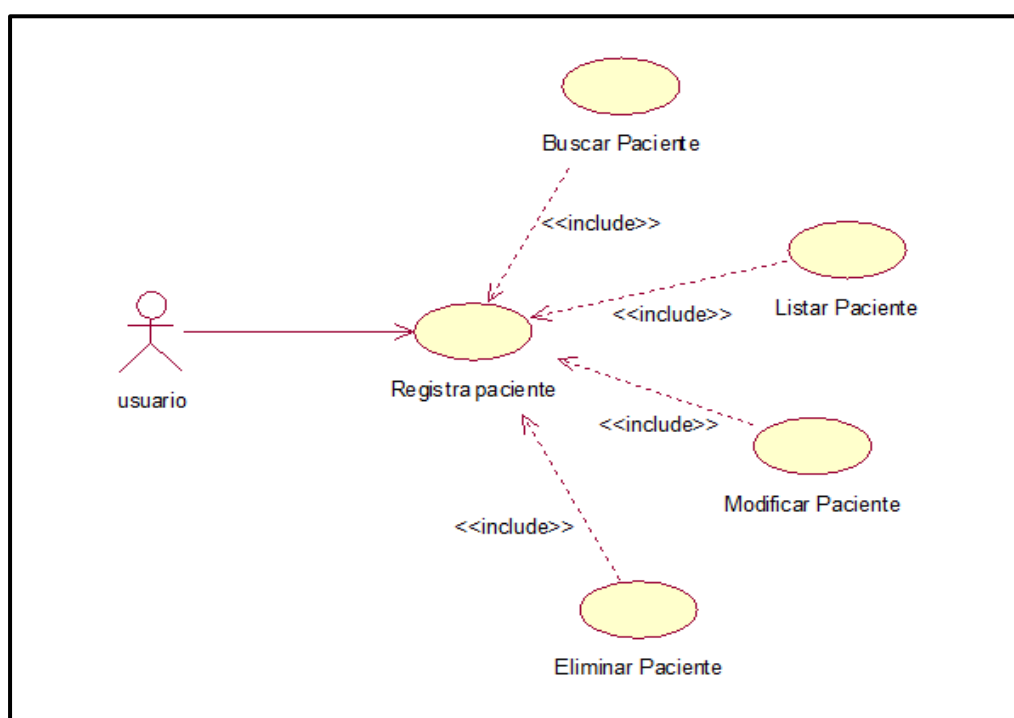 Buscar Paciente
<<include>>
<<include>>
Listar Paciente
usuario
Registra paciente
<<include>>
Modificar Paciente
<<include>>
Eliminar Paciente